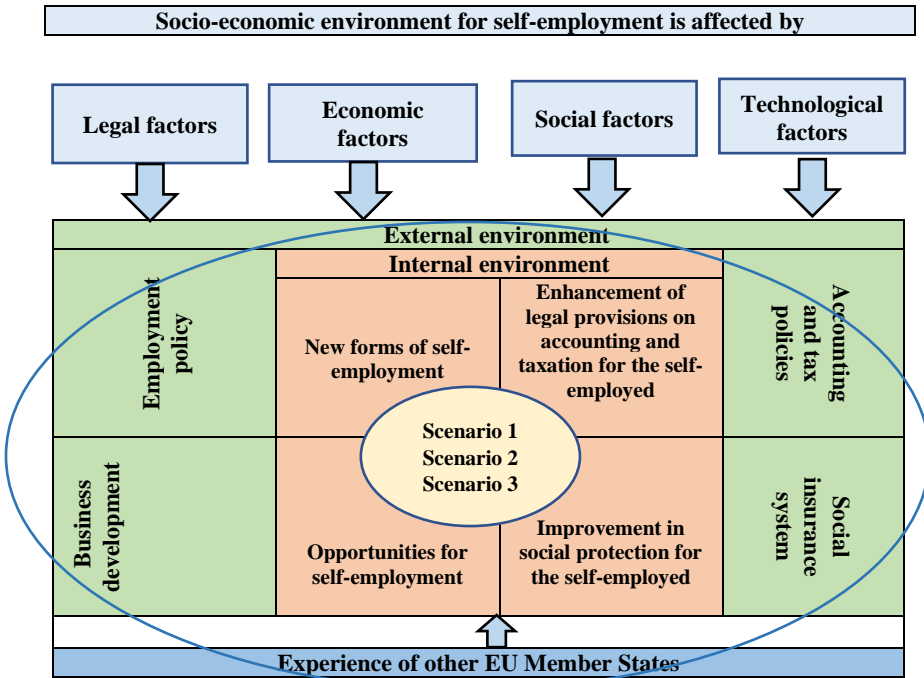 Socio-economic environment for self-employment is affected by
Legal factors
Economic
factors
Social factors
Technological
factors
External environment
Internal environment
Employment
policy
New forms of self-
employment
Enhancement of
legal provisions on
accounting and
taxation for the self-
employed
Accounting
and tax
policies
Scenario 1
Scenario 2
Scenario 3
Business
development
Opportunities for
self-employment
Improvement in
social protection for
the self-employed
Social
insurance
system
Experience of other EU Member States